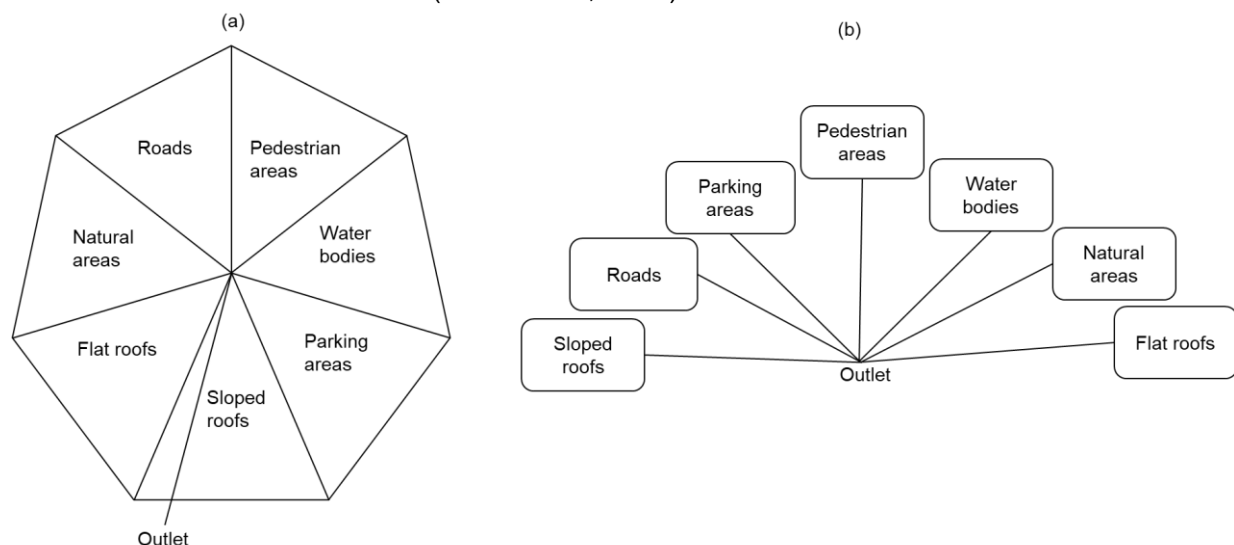 (a)
Roads
Pedestrian
areas
Natural
areas
Water
bodies
Flat roofs
Parking
areas
Sloped
roofs
Outlet
(b)
Pedestrian
areas
Parking
areas
Water
bodies
Roads
Natural
areas
Sloped
roofs
Flat roofs
Outlet